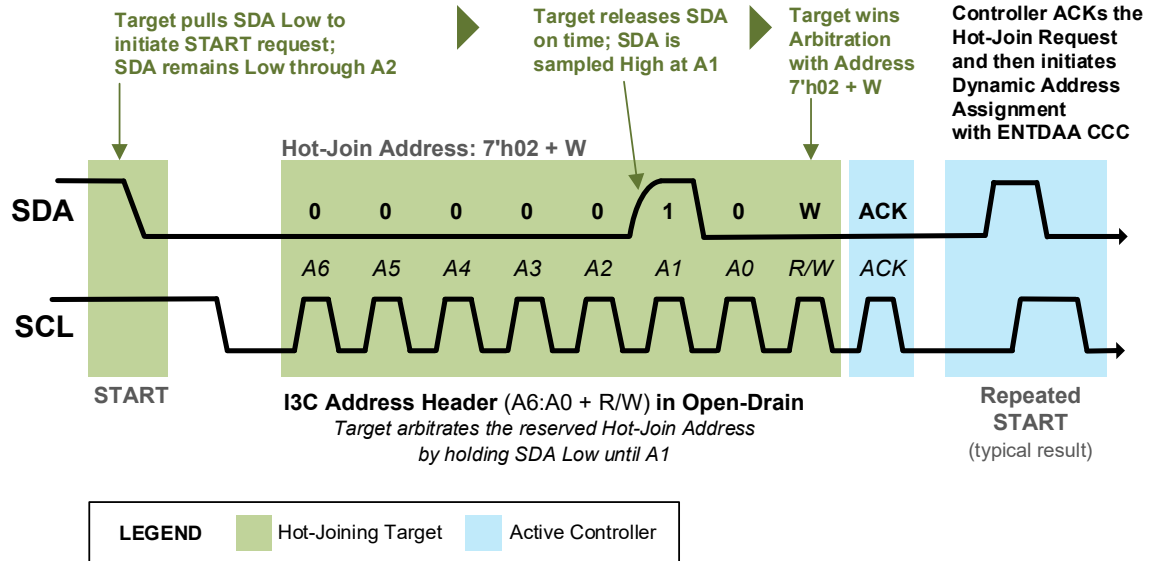 Target pulls SDA Low to
initiate START request;
SDA remains Low through A2
Target releases SDA
on time; SDA is
sampled High at A1
Target wins
Arbitration
with Address
7'h02 + W
Controller ACKs the
Hot-Join Request
and then initiates
Dynamic Address
Assignment
with ENTDAA CCC
Hot-Join Address: 7'h02 + W
SDA
0 0 0 0 0 1 0 W ACK
A6 A5 A4 A3 A2 A1 A0 R/W ACK
SCL
START
I3C Address Header (A6:A0 + R/W) in Open-Drain
Target arbitrates the reserved Hot-Join Address
by holding SDA Low until A1
Repeated
START
(typical result)
LEGEND Hot-Joining Target Active Controller